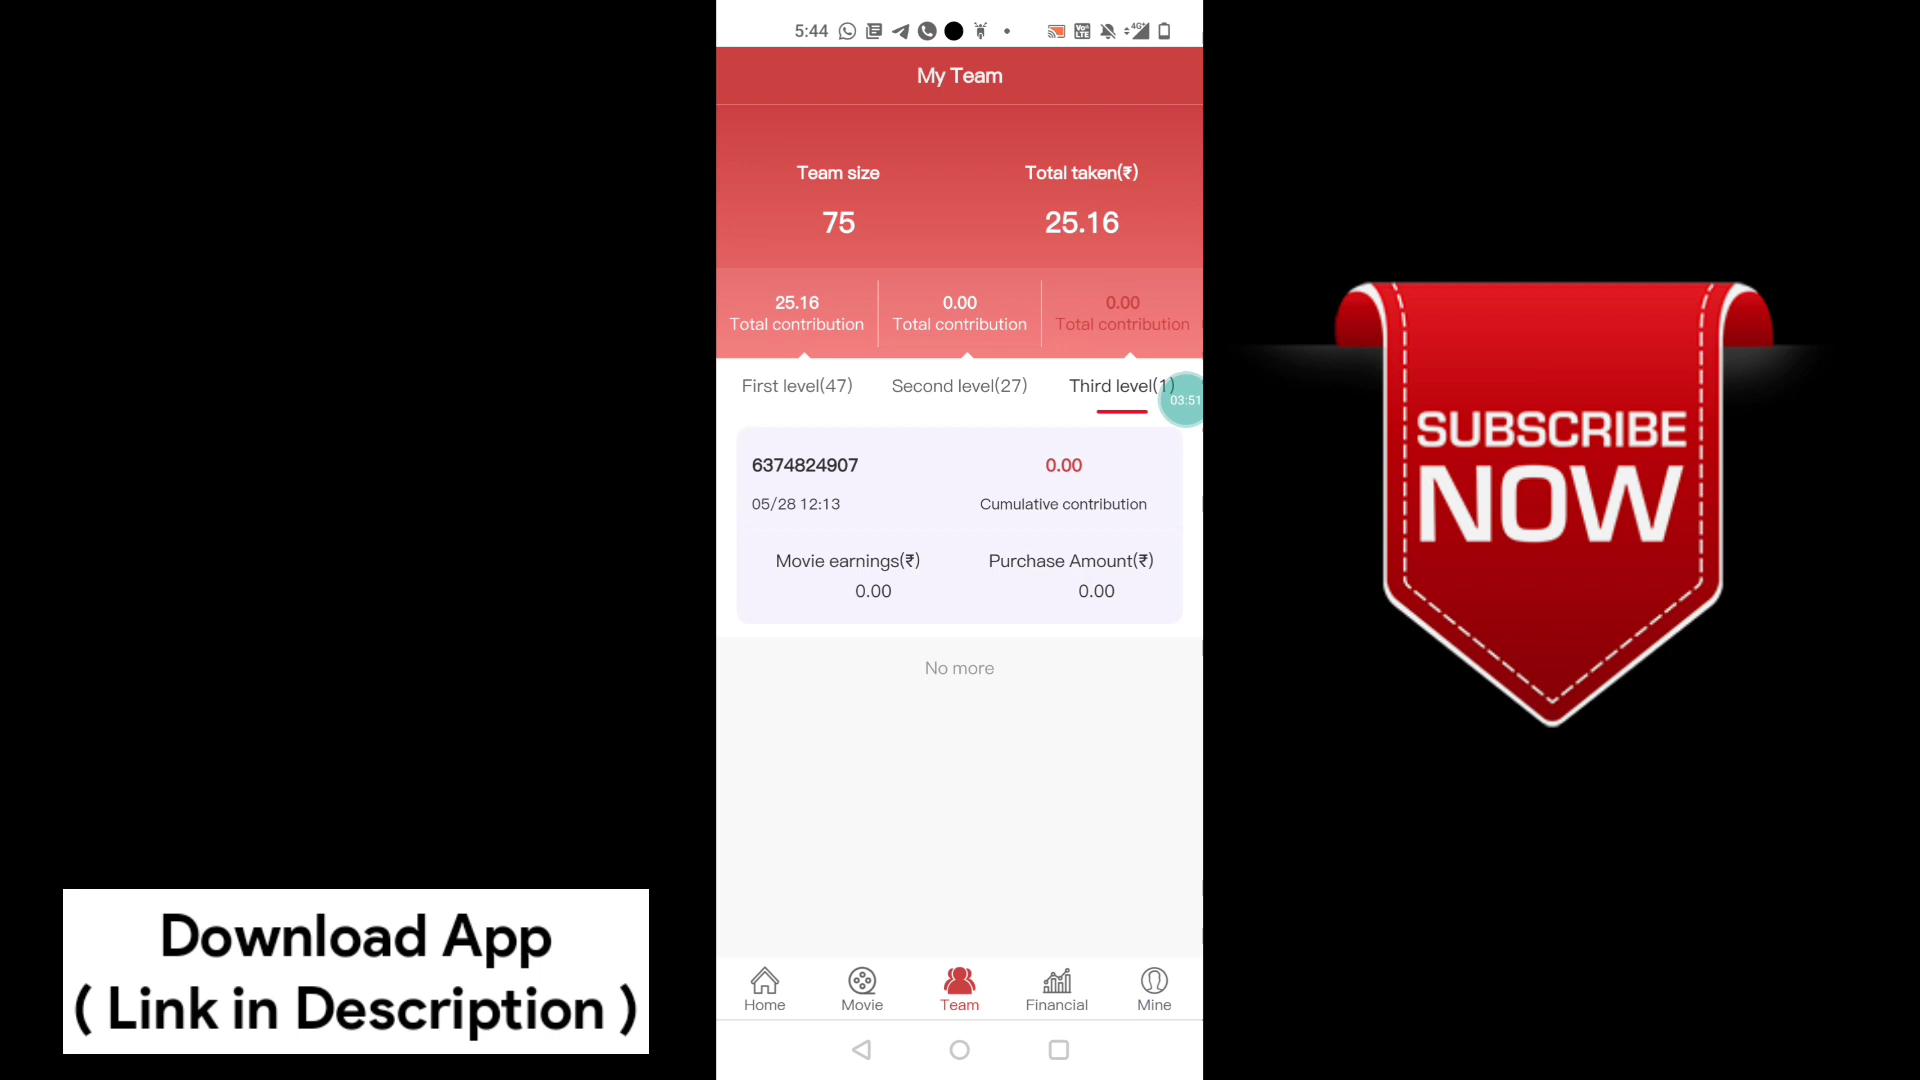 5:44
My Team
Team size
Total taken(₹)
75
25.16
25.16
0.00
0.00
Total contribution
Total contribution
Total contribution
First level(47)
Second level(27)
Third level(1)
03:51
6374824907
0.00
05/28 12:13
Cumulative contribution
Movie earnings(₹)
Purchase Amount(₹)
0.00
0.00
No more
Home
Movie
Team
Financial
Mine
SUBSCRIBE
NOW
Download App
( Link in Description )